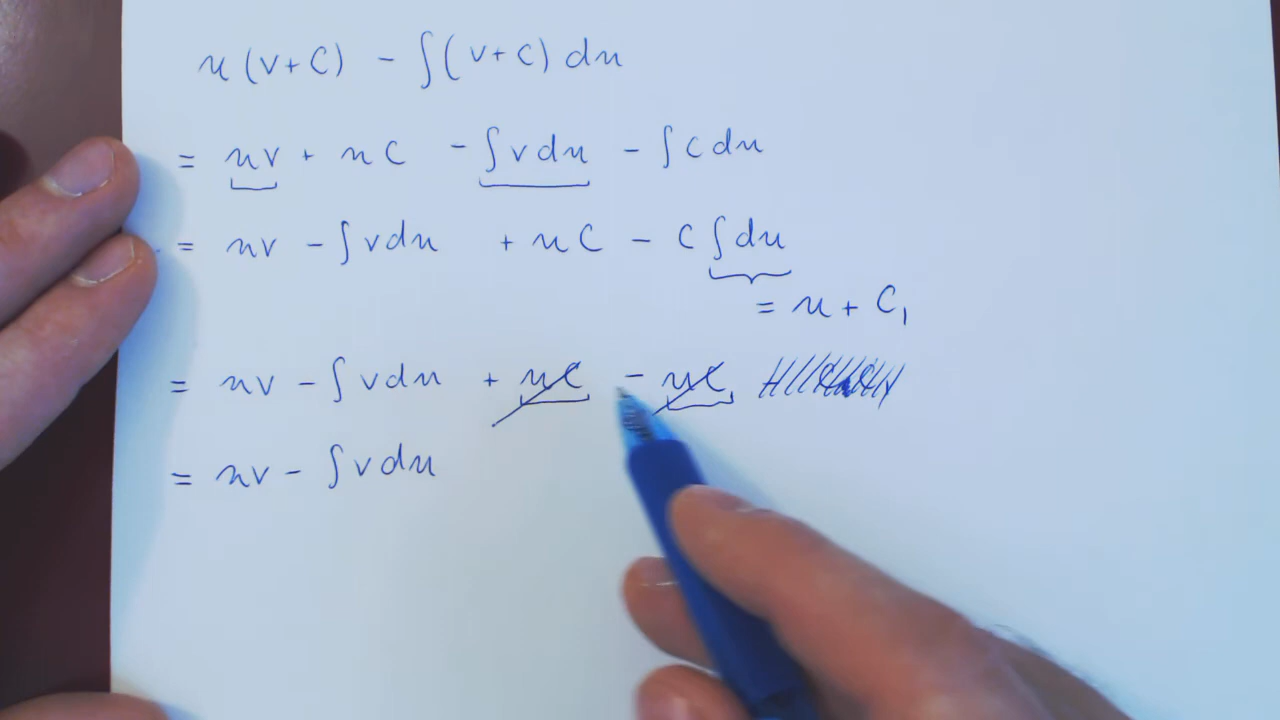 u (v+C) - ∫(v+C) du
= uv + uC - ∫v du - ∫C du
= uv - ∫v du + uC - C ∫du
= u + C₁
= uv - ∫v du + uC - uC
= uv - ∫v du